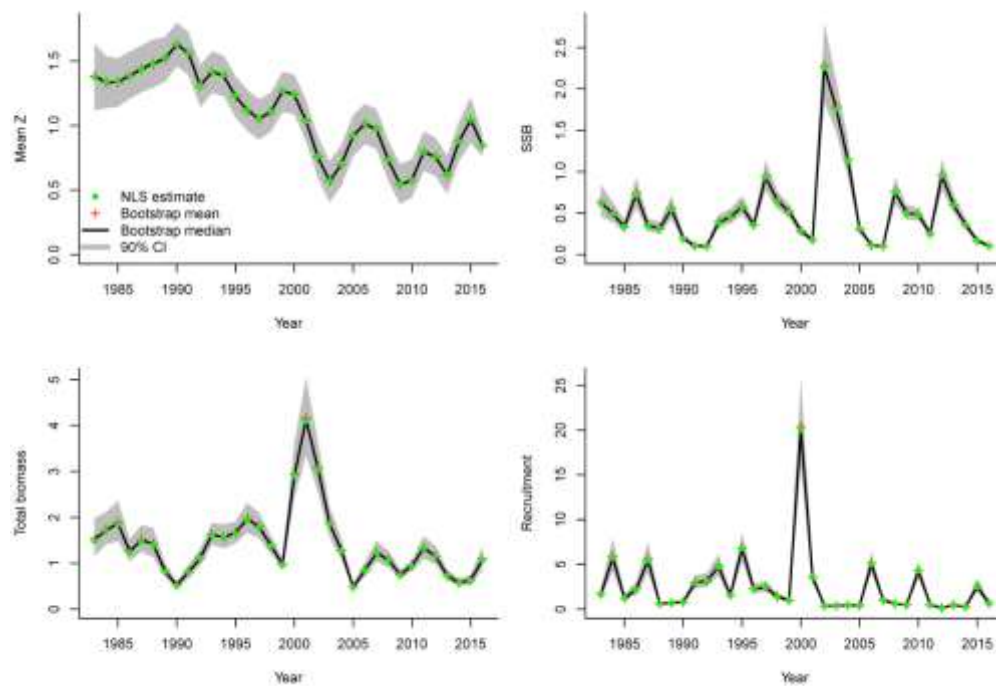 Mean Z
0.0 0.5 1.0 1.5
NLS estimate
Bootstrap mean
Bootstrap median
90% CI
1985 1990 1995 2000 2005 2010 2015
Year
SSB
0.0 0.5 1.0 1.5 2.0 2.5
1985 1990 1995 2000 2005 2010 2015
Year
Total biomass
0 1 2 3 4 5
1985 1990 1995 2000 2005 2010 2015
Year
Recruitment
0 5 10 15 20 25
1985 1990 1995 2000 2005 2010 2015
Year